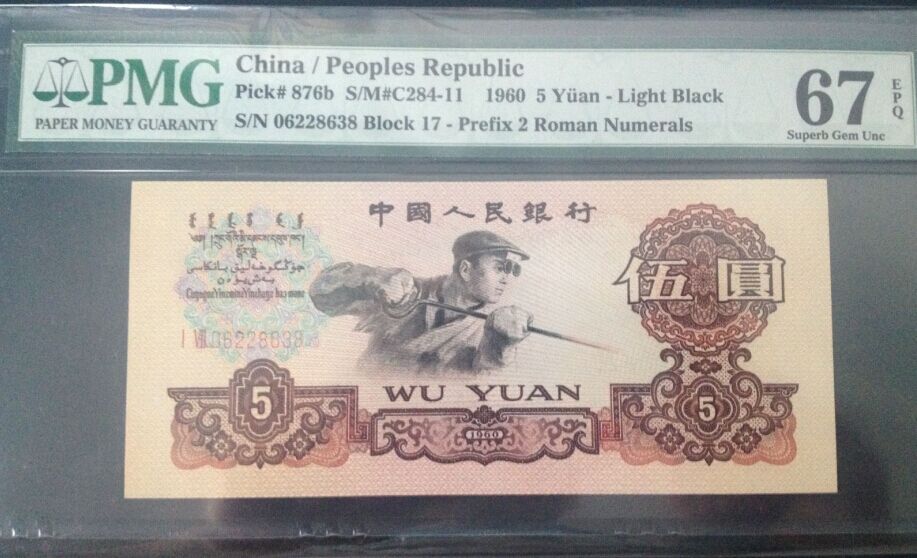 PMG
PAPER MONEY GUARANTY
China / Peoples Republic
Pick# 876b S/M#C284-11 1960 5 Yüan - Light Black
S/N 06228638 Block 17 - Prefix 2 Roman Numerals
67 EPQ
Superb Gem Unc
中國人民銀行
伍圓
I VII 06228638
WU YUAN
5
1960
5